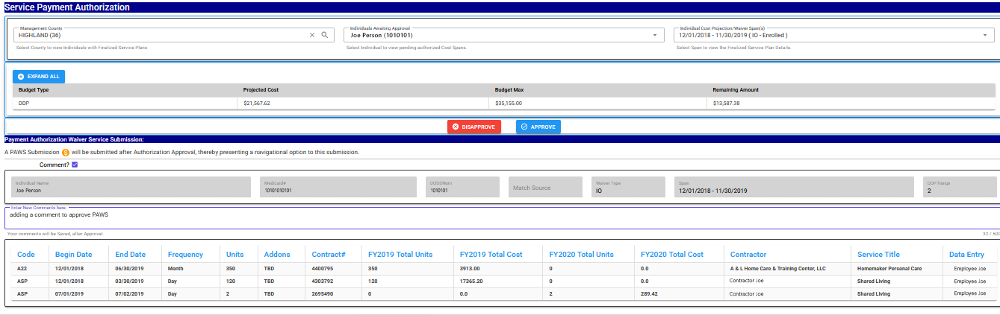 Service Payment Authorization
Management County
HIGHLAND (36)
Select County to view Individuals with Finalized Service Plans
Individuals Awaiting Approval
Joe Person (1010101)
Select Individual to view pending authorized Cost Spans.
Individual Cost Projection/Waiver Span(s)
12/01/2018 - 11/30/2019 ( IO - Enrolled )
Select Span to view the Finalized Service Plan Details.
EXPAND ALL
Budget Type Projected Cost Budget Max Remaining Amount
DDP $21,567.62 $35,155.00 $13,587.38
DISAPPROVE APPROVE
Payment Authorization Waiver Service Submission:
A PAWS Submission $ will be submitted after Authorization Approval, thereby presenting a navigational option to this submission.
Comment?
Individual Name
Joe Person
Medicaid#
10101010101
DODDNum
1010101
Match Source
Waiver Type
IO
Span
12/01/2018 - 11/30/2019
DDP Range
2
Enter New Comments here.
adding a comment to approve PAWS
Your comments will be Saved, after Approval.
32 / 500
Code Begin Date End Date Frequency Units Addons Contract# FY2019 Total Units FY2019 Total Cost FY2020 Total Units FY2020 Total Cost Contractor Service Title Data Entry
A22 12/01/2018 06/30/2019 Month 350 TBD 4400795 350 3913.00 0 0.0 A & L Home Care & Training Center, LLC Homemaker Personal Care Employee Joe
ASP 12/01/2018 03/30/2019 Day 120 TBD 4303792 120 17365.20 0 0.0 Contractor Joe Shared Living Employee Joe
ASP 07/01/2019 07/02/2019 Day 2 TBD 2695490 0 0.0 2 289.42 Contractor Joe Shared Living Employee Joe